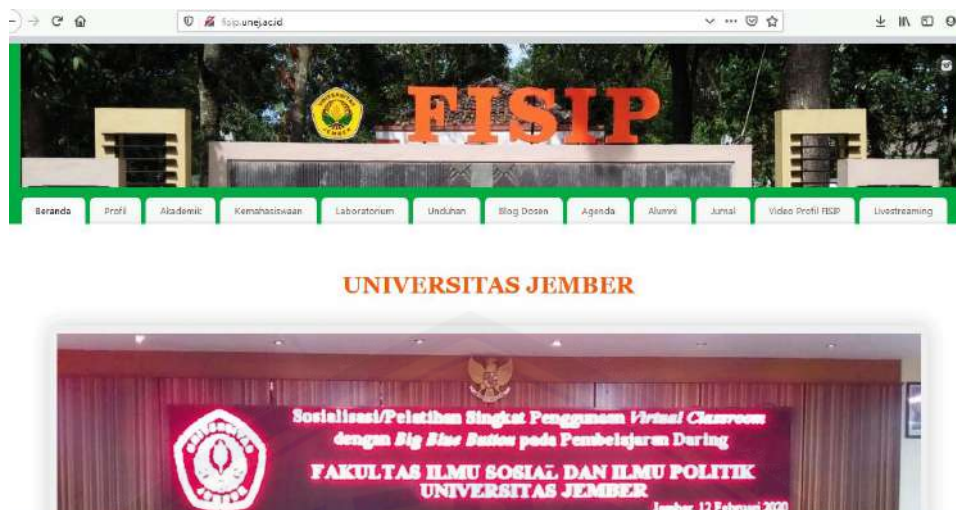 fisip.unej.ac.id
UNIVERSITAS JEMBER
FISIP
Beranda Profil Akademik Kemahasiswaan Laboratorium Unduhan Blog Dosen Agenda Alumni Jurnal Video Profil FISIP Livestreaming
UNIVERSITAS JEMBER
Sosialisasi/Pelatihan Singkat Penggunaan Virtual Classroom
dengan Big Blue Button pada Pembelajaran Daring
FAKULTAS ILMU SOSIAL DAN ILMU POLITIK
UNIVERSITAS JEMBER
Jember, 12 Februari 2020